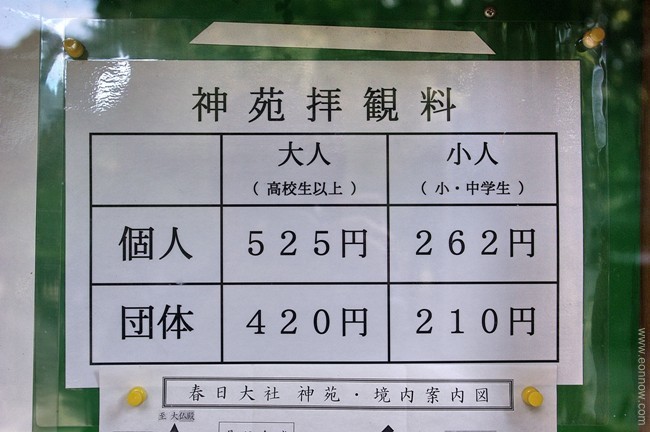 神苑拝観料
大人 小人
（高校生以上） （小・中学生）
個人 ５２５円 ２６２円
団体 ４２０円 ２１０円
春日大社 神苑・境内案内図
至 大仏殿
www.eonnow.com